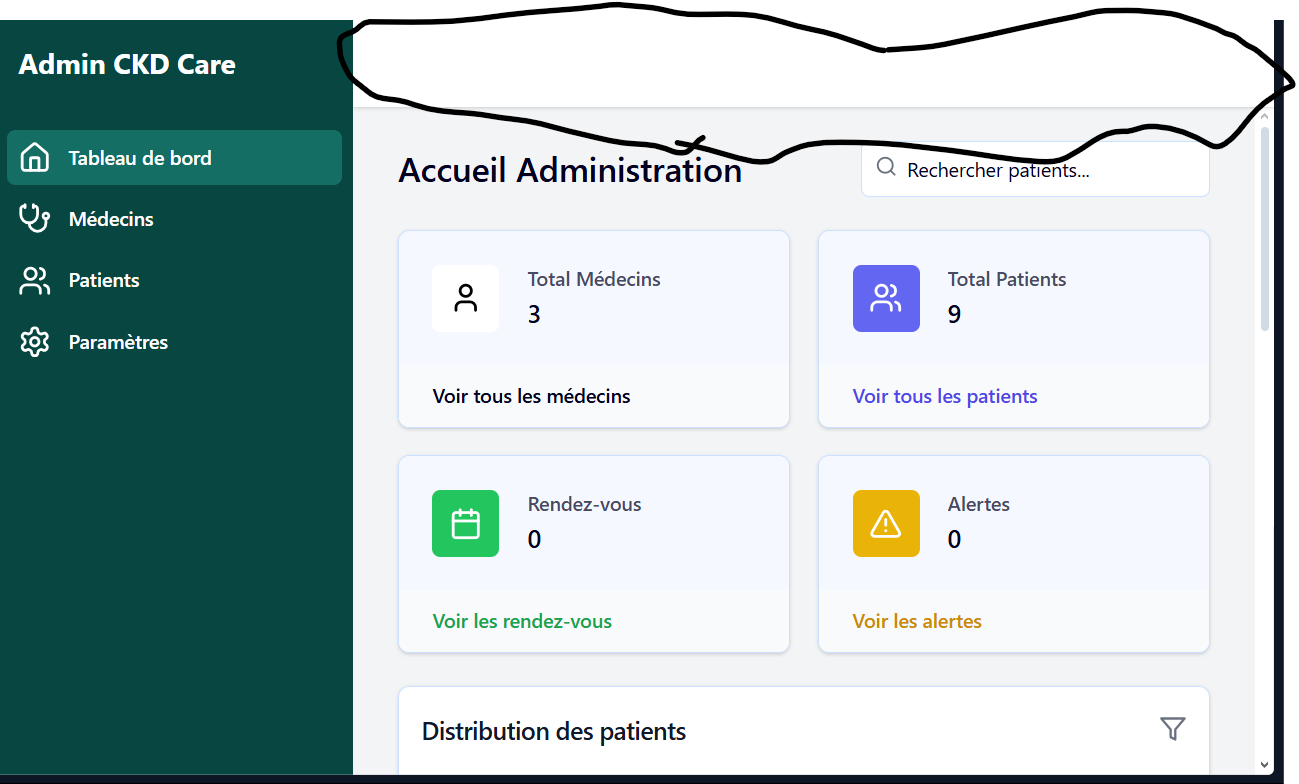 Admin CKD Care
Tableau de bord
Médecins
Patients
Paramètres
Accueil Administration
Rechercher patients...
Total Médecins
3
Voir tous les médecins
Total Patients
9
Voir tous les patients
Rendez-vous
0
Voir les rendez-vous
Alertes
0
Voir les alertes
Distribution des patients